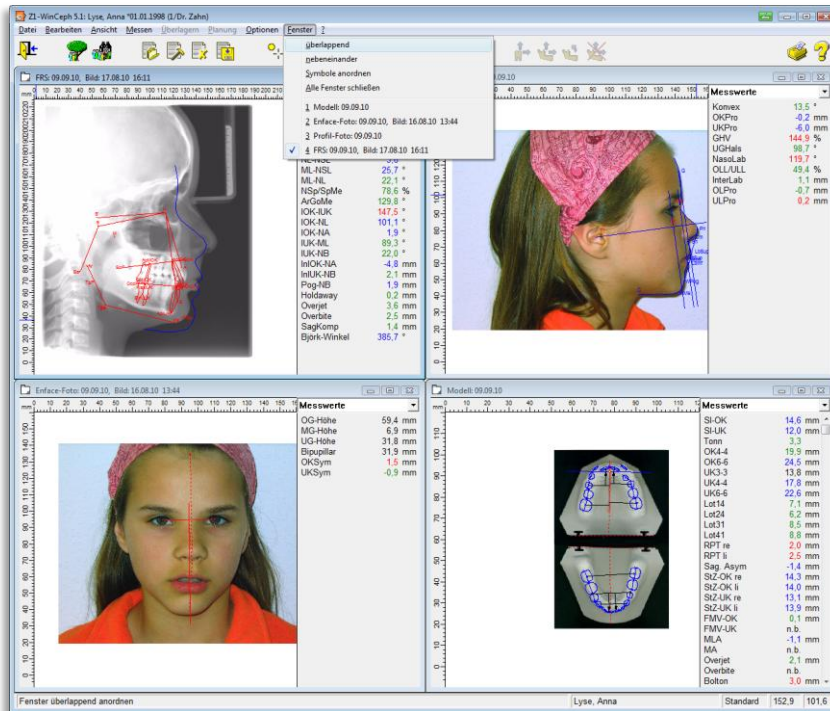 Z1-WinCeph 5.1: Lyse, Anna *01.01.1998 (1/Dr. Zahn)
Datei Bearbeiten Ansicht Messen Überlagern Planung Optionen Fenster ?
überlappend
nebeneinander
Symbole anordnen
Alle Fenster schließen
1 Modell: 09.09.10
2 Enface-Foto: 09.09.10, Bild: 16.08.10 13:44
3 Profil-Foto: 09.09.10
✓ 4 FRS: 09.09.10, Bild: 17.08.10 16:11
FRS: 09.09.10, Bild: 17.08.10 16:11
ML-NSL 25,7 °
ML-NL 22,1 °
NSp/SpMe 78,6 %
ArGoMe 129,8 °
IOK-IUK 147,5 °
IOK-NL 101,1 °
IOK-NA 1,9 °
IUK-ML 89,3 °
IUK-NB 22,0 °
InIOK-NA -4,8 mm
InIUK-NB 2,1 mm
Pog-NB 1,9 mm
Holdaway 0,2 mm
Overjet 3,6 mm
Overbite 2,5 mm
SagKomp 1,4 mm
Björk-Winkel 385,7 °
09.10
Messwerte
Konvex 13,5 °
OKPro -0,2 mm
UKPro -6,0 mm
GHV 144,9 %
UGHals 98,7 °
NasoLab 119,7 °
OLL/ULL 49,4 %
InterLab 1,1 mm
OLPro -0,7 mm
ULPro 0,2 mm
Enface-Foto: 09.09.10, Bild: 16.08.10 13:44
Messwerte
OG-Höhe 59,4 mm
MG-Höhe 6,9 mm
UG-Höhe 31,8 mm
Bipupillar 31,9 mm
OKSym 1,5 mm
UKSym -0,9 mm
Modell: 09.09.10
Messwerte
SI-OK 14,6 mm
SI-UK 12,0 mm
Tonn 3,3
OK4-4 19,9 mm
OK6-6 24,5 mm
UK3-3 13,8 mm
UK4-4 17,8 mm
UK6-6 22,6 mm
Lot14 7,1 mm
Lot24 6,2 mm
Lot31 8,5 mm
Lot41 8,8 mm
RPT re 2,0 mm
RPT li 2,5 mm
Sag. Asym -1,4 mm
StZ-OK re 14,3 mm
StZ-OK li 14,0 mm
StZ-UK re 13,1 mm
StZ-UK li 13,9 mm
FMV-OK 0,1 mm
FMV-UK n.b.
MLA -1,1 mm
MA n.b.
Overjet 2,1 mm
Overbite n.b.
Bolton 3,0 mm
Fenster überlappend anordnen Lyse, Anna Standard 152,9 101,6